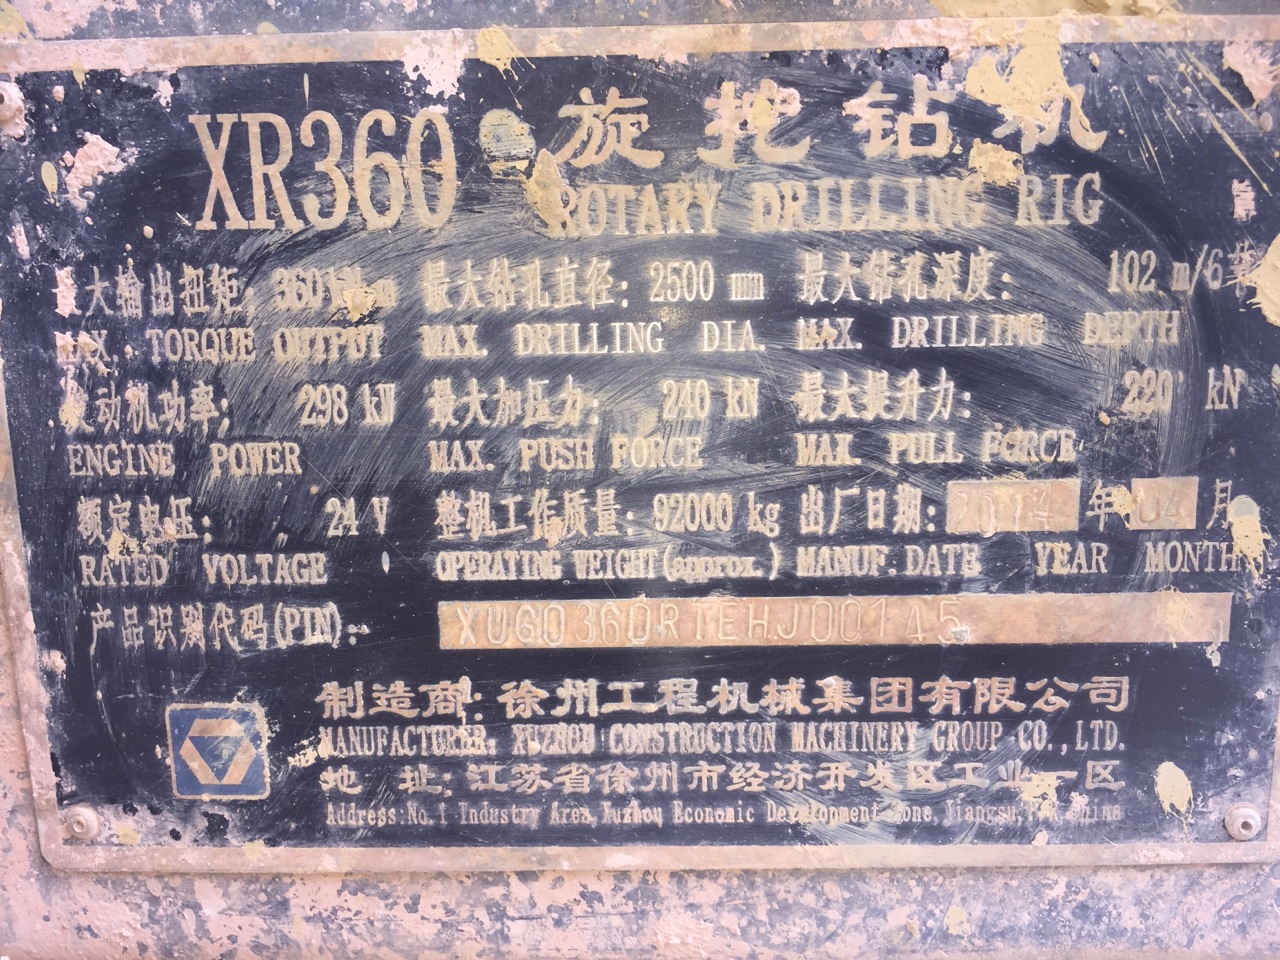 XR360 旋挖钻机
ROTARY DRILLING RIG
最大输出扭矩: 360 最大钻孔直径: 2500 mm 最大钻孔深度: 102 m/6
MAX. TORQUE OUTPUT MAX. DRILLING DIA. MAX. DRILLING DEPTH
发动机功率: 298 kW 最大加压力: 240 kN 最大提升力: 220 kN
ENGINE POWER MAX. PUSH FORCE MAX. PULL FORCE
额定电压: 24 V 整机工作质量: 92000 kg 出厂日期: 2014 年 04 月
RATED VOLTAGE OPERATING WEIGHT(approx.) MANUF.DATE YEAR MONTH
产品识别代码(PIN): XUG0360RTEHJ00145
制造商: 徐州工程机械集团有限公司
MANUFACTURER: XUZHOU CONSTRUCTION MACHINERY GROUP CO.,LTD.
地 址: 江苏省徐州市经济开发区工业一区
Address:No.1 Industry Area,Xuzhou Economic Development Zone,Jiangsu,P.R.China